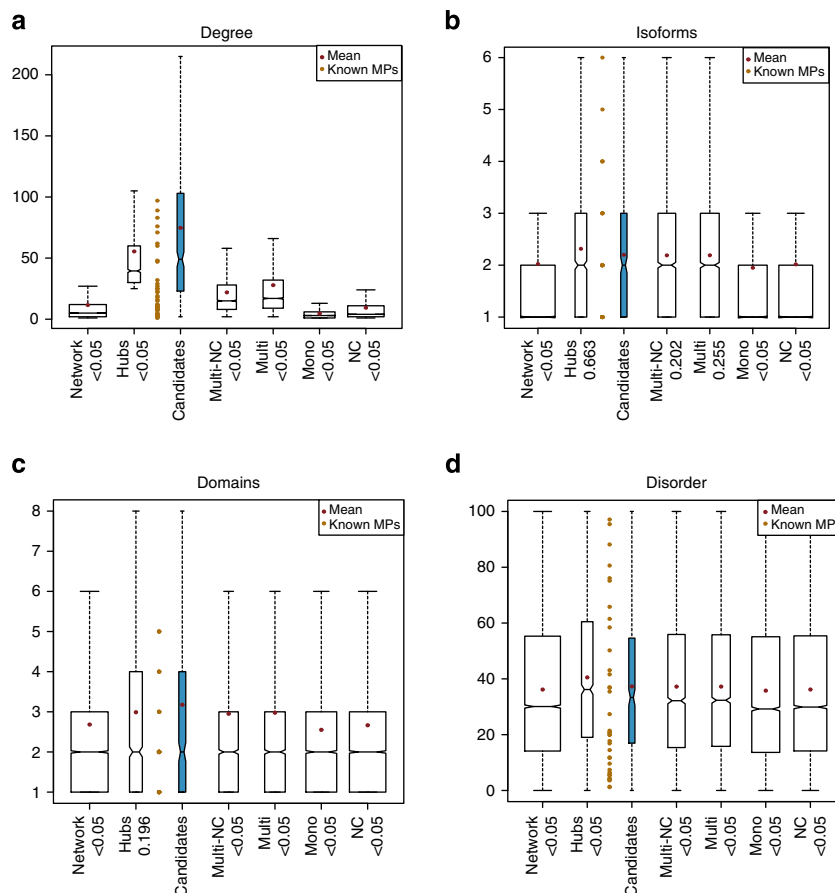 a
Degree
Mean
Known MPs
200
150
100
50
0
Network
<0.05
Hubs
<0.05
Candidates
Multi-NC
<0.05
Multi
<0.05
Mono
<0.05
NC
<0.05
b
Isoforms
Mean
Known MPs
6
5
4
3
2
1
Network
<0.05
Hubs
0.663
Candidates
Multi-NC
0.202
Multi
0.255
Mono
<0.05
NC
<0.05
c
Domains
Mean
Known MPs
8
7
6
5
4
3
2
1
Network
<0.05
Hubs
0.196
Candidates
Multi-NC
<0.05
Multi
<0.05
Mono
<0.05
NC
<0.05
d
Disorder
Mean
Known MPs
100
80
60
40
20
0
Network
<0.05
Hubs
<0.05
Candidates
Multi-NC
<0.05
Multi
<0.05
Mono
<0.05
NC
<0.05